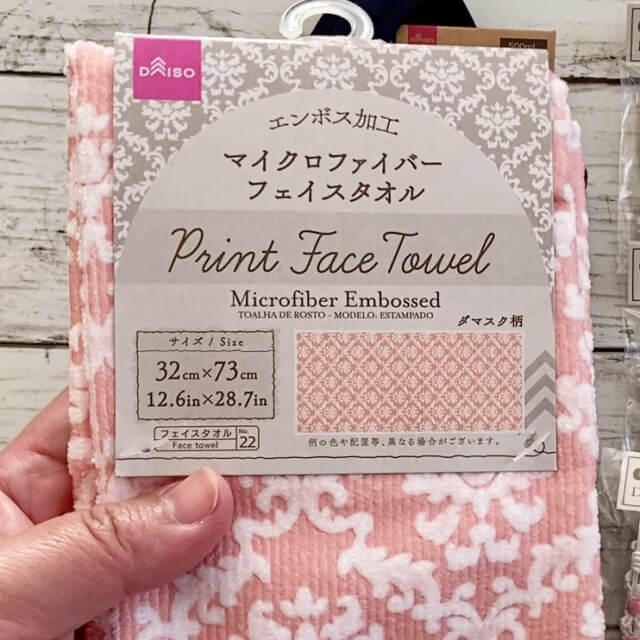 DAISO
500ml
エンボス加工
マイクロファイバー
フェイスタオル
Print Face Towel
Microfiber Embossed
TOALHA DE ROSTO - MODELO: ESTAMPADO
ダマスク柄
サイズ / Size
32cm×73cm
12.6in×28.7in
フェイスタオル
Face towel
No.
22
柄の色や配置等、異なる場合がございます。